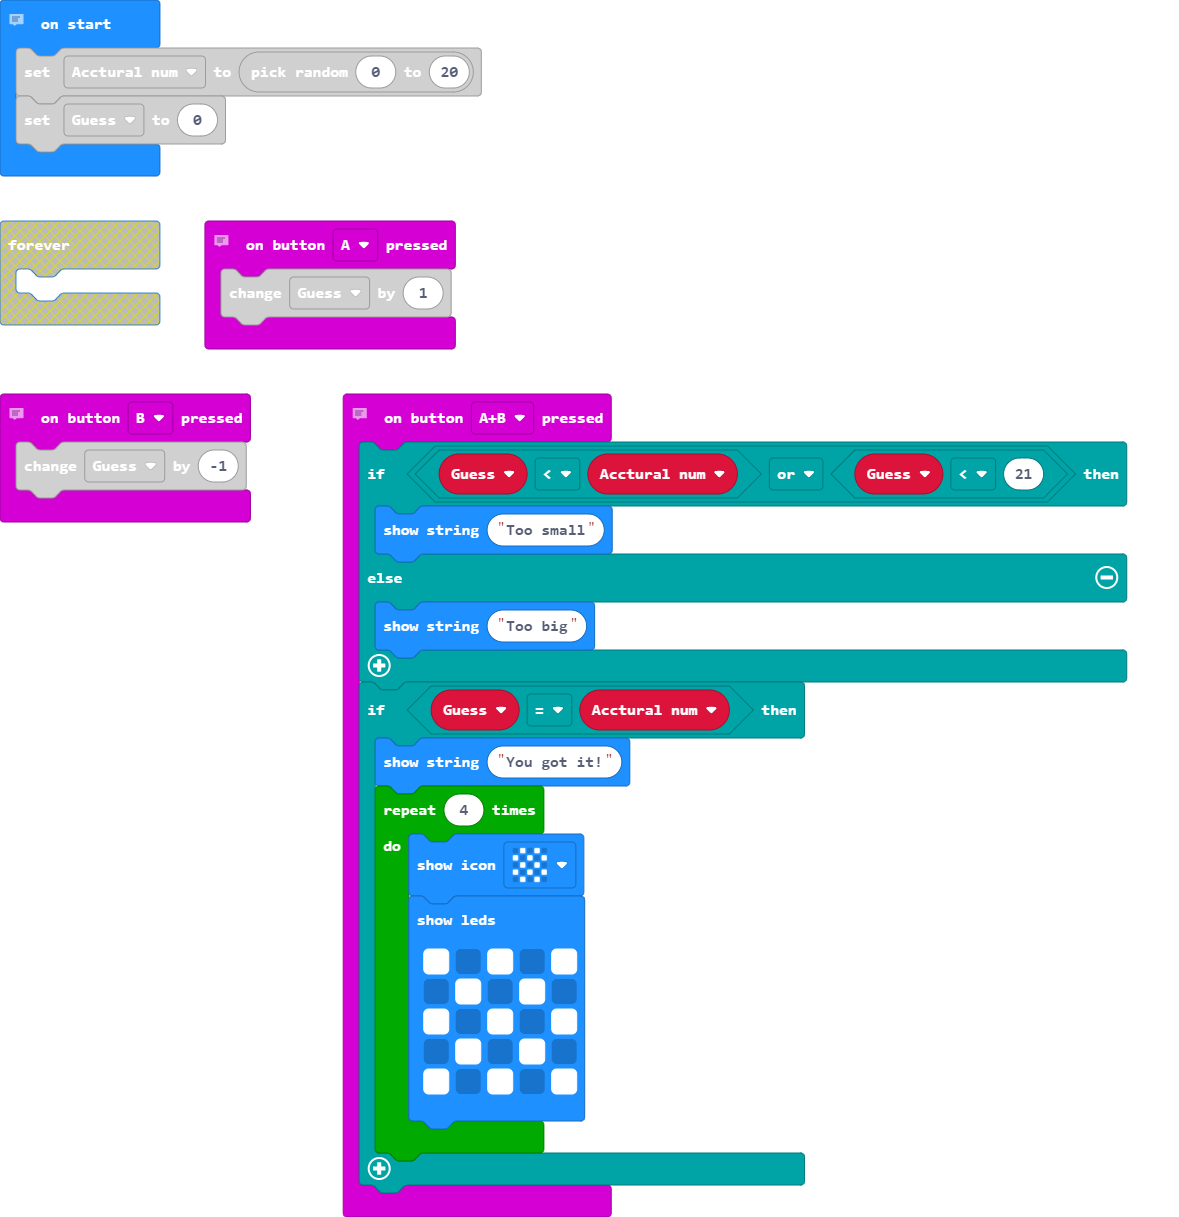 on start
set Acctural num to pick random 0 to 20
set Guess to 0
forever
on button A pressed
change Guess by 1
on button B pressed
change Guess by -1
on button A+B pressed
if Guess < Acctural num or Guess < 21 then
show string "Too small"
else
show string "Too big"
if Guess = Acctural num then
show string "You got it!"
repeat 4 times
do
show icon
show leds